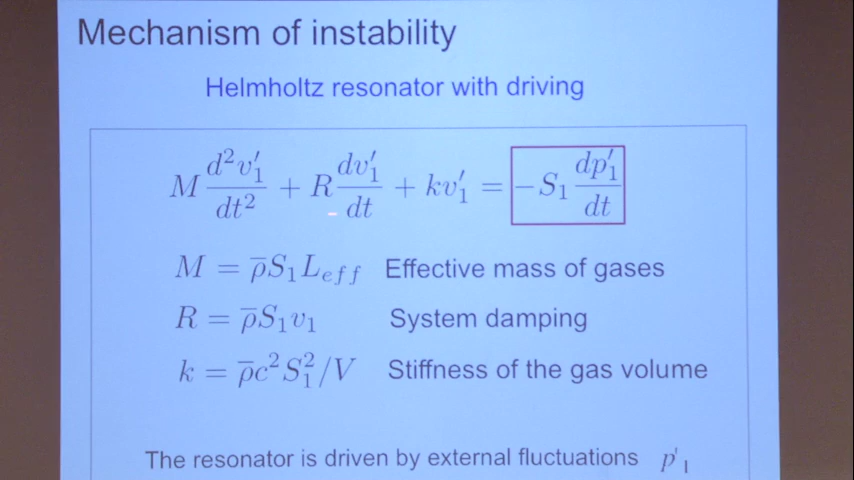 Mechanism of instability
Helmholtz resonator with driving
M d²v′₁/dt² + R dv′₁/dt + kv′₁ = −S₁ dp′₁/dt
M = ρ̅S₁L_eff Effective mass of gases
R = ρ̅S₁v₁ System damping
k = ρ̅c²S₁²/V Stiffness of the gas volume
The resonator is driven by external fluctuations p'₁